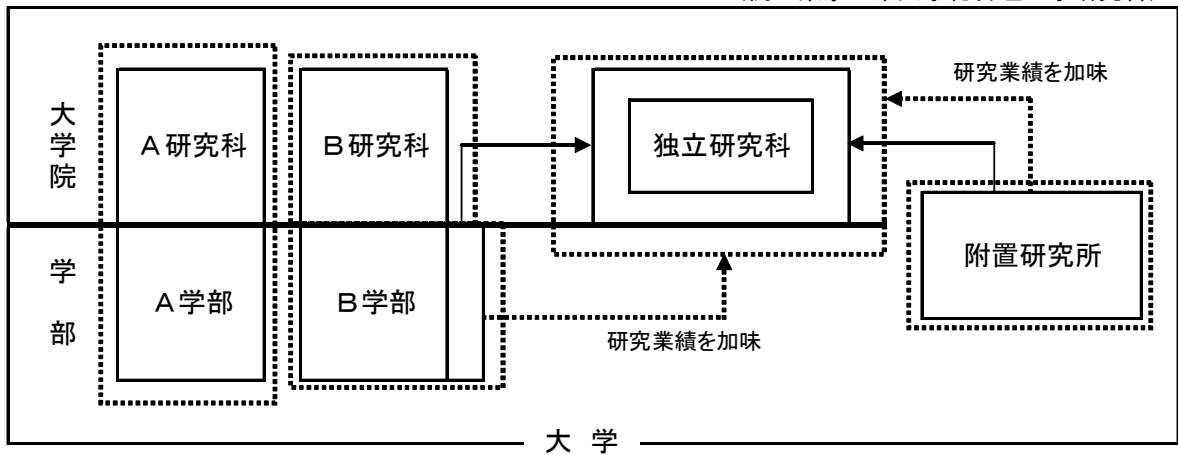 大学院
A研究科
B研究科
独立研究科
研究業績を加味
附置研究所
学部
A学部
B学部
研究業績を加味
大 学